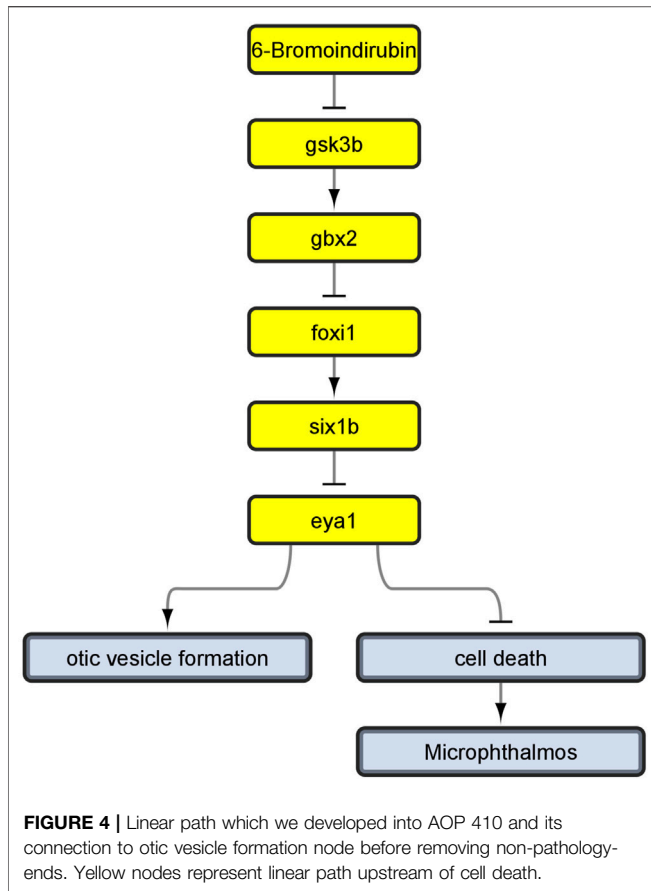 6-Bromoindirubin
gsk3b
gbx2
foxi1
six1b
eya1
otic vesicle formation
cell death
Microphthalmos
FIGURE 4 | Linear path which we developed into AOP 410 and its
connection to otic vesicle formation node before removing non-pathology-
ends. Yellow nodes represent linear path upstream of cell death.